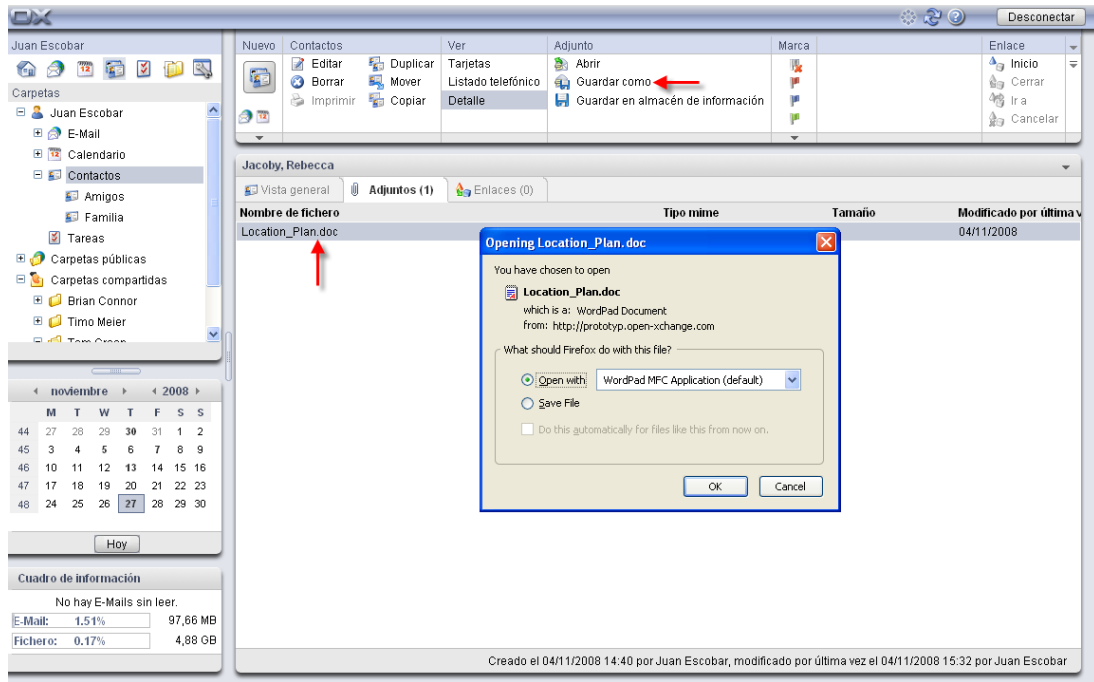 OX
Desconectar
Juan Escobar
Carpetas
Juan Escobar
E-Mail
Calendario
Contactos
Amigos
Familia
Tareas
Carpetas públicas
Carpetas compartidas
Brian Connor
Timo Meier
Nuevo Contactos Ver Adjunto Marca Enlace
Editar Duplicar Tarjetas Abrir Inicio
Borrar Mover Listado telefónico Guardar como Cerrar
Imprimir Copiar Detalle Guardar en almacén de información Ir a
Cancelar
Jacoby, Rebecca
Vista general Adjuntos (1) Enlaces (0)
Nombre de fichero Tipo mime Tamaño Modificado por última v
Location_Plan.doc 04/11/2008
Opening Location_Plan.doc
You have chosen to open
Location_Plan.doc
which is a: WordPad Document
from: http://prototyp.open-xchange.com
What should Firefox do with this file?
Open with WordPad MFC Application (default)
Save File
Do this automatically for files like this from now on.
OK Cancel
noviembre 2008
M T W T F S S
44 27 28 29 30 31 1 2
45 3 4 5 6 7 8 9
46 10 11 12 13 14 15 16
47 17 18 19 20 21 22 23
48 24 25 26 27 28 29 30
Hoy
Cuadro de información
No hay E-Mails sin leer.
E-Mail: 1.51% 97,66 MB
Fichero: 0.17% 4,88 GB
Creado el 04/11/2008 14:40 por Juan Escobar, modificado por última vez el 04/11/2008 15:32 por Juan Escobar